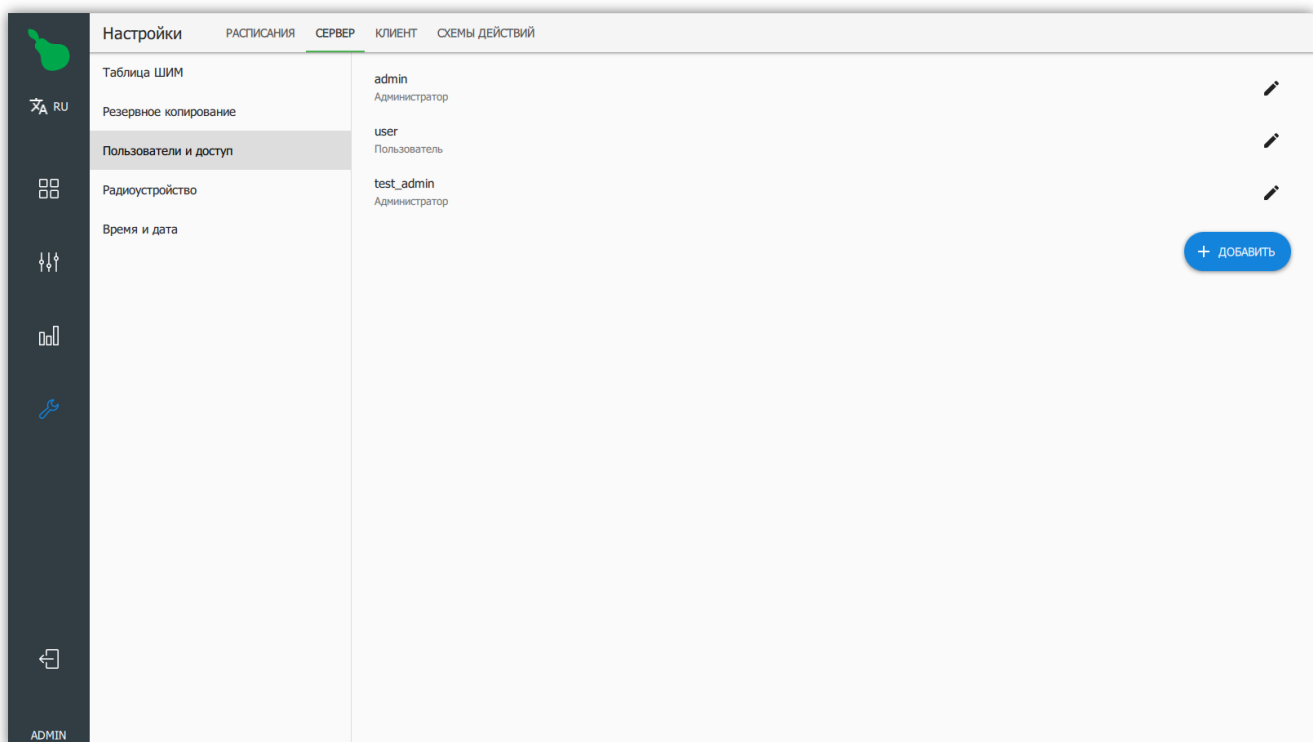 Настройки РАСПИСАНИЯ СЕРВЕР КЛИЕНТ СХЕМЫ ДЕЙСТВИЙ
RU
Таблица ШИМ
Резервное копирование
Пользователи и доступ
Радиоустройство
Время и дата
admin
Администратор
user
Пользователь
test_admin
Администратор
+ ДОБАВИТЬ
ADMIN